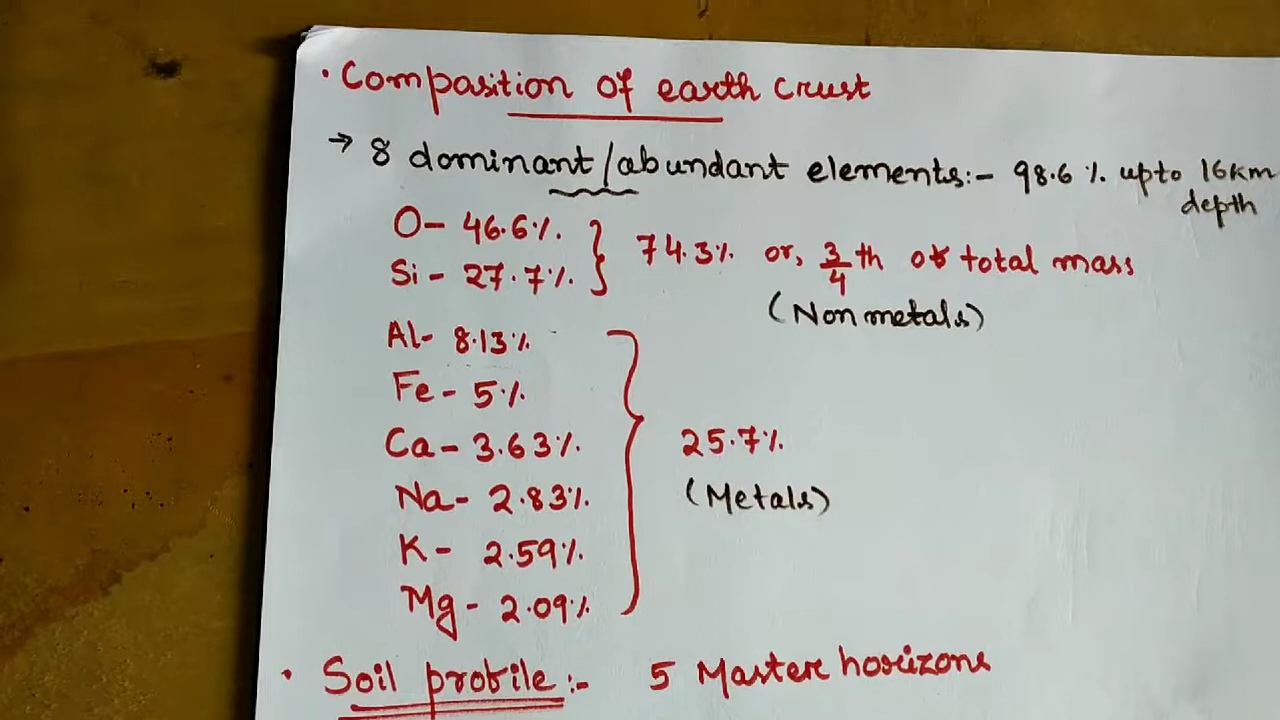 • Composition of earth crust
→ 8 dominant/abundant elements:- 98.6% upto 16km depth
O- 46.6%
Si- 27.7%
74.3% or, 3/4 th of total mass
(Non metals)
Al- 8.13%
Fe- 5%
Ca- 3.63%
Na- 2.83%
K- 2.59%
Mg- 2.09%
25.7%
(Metals)
• Soil profile:- 5 Master horizons